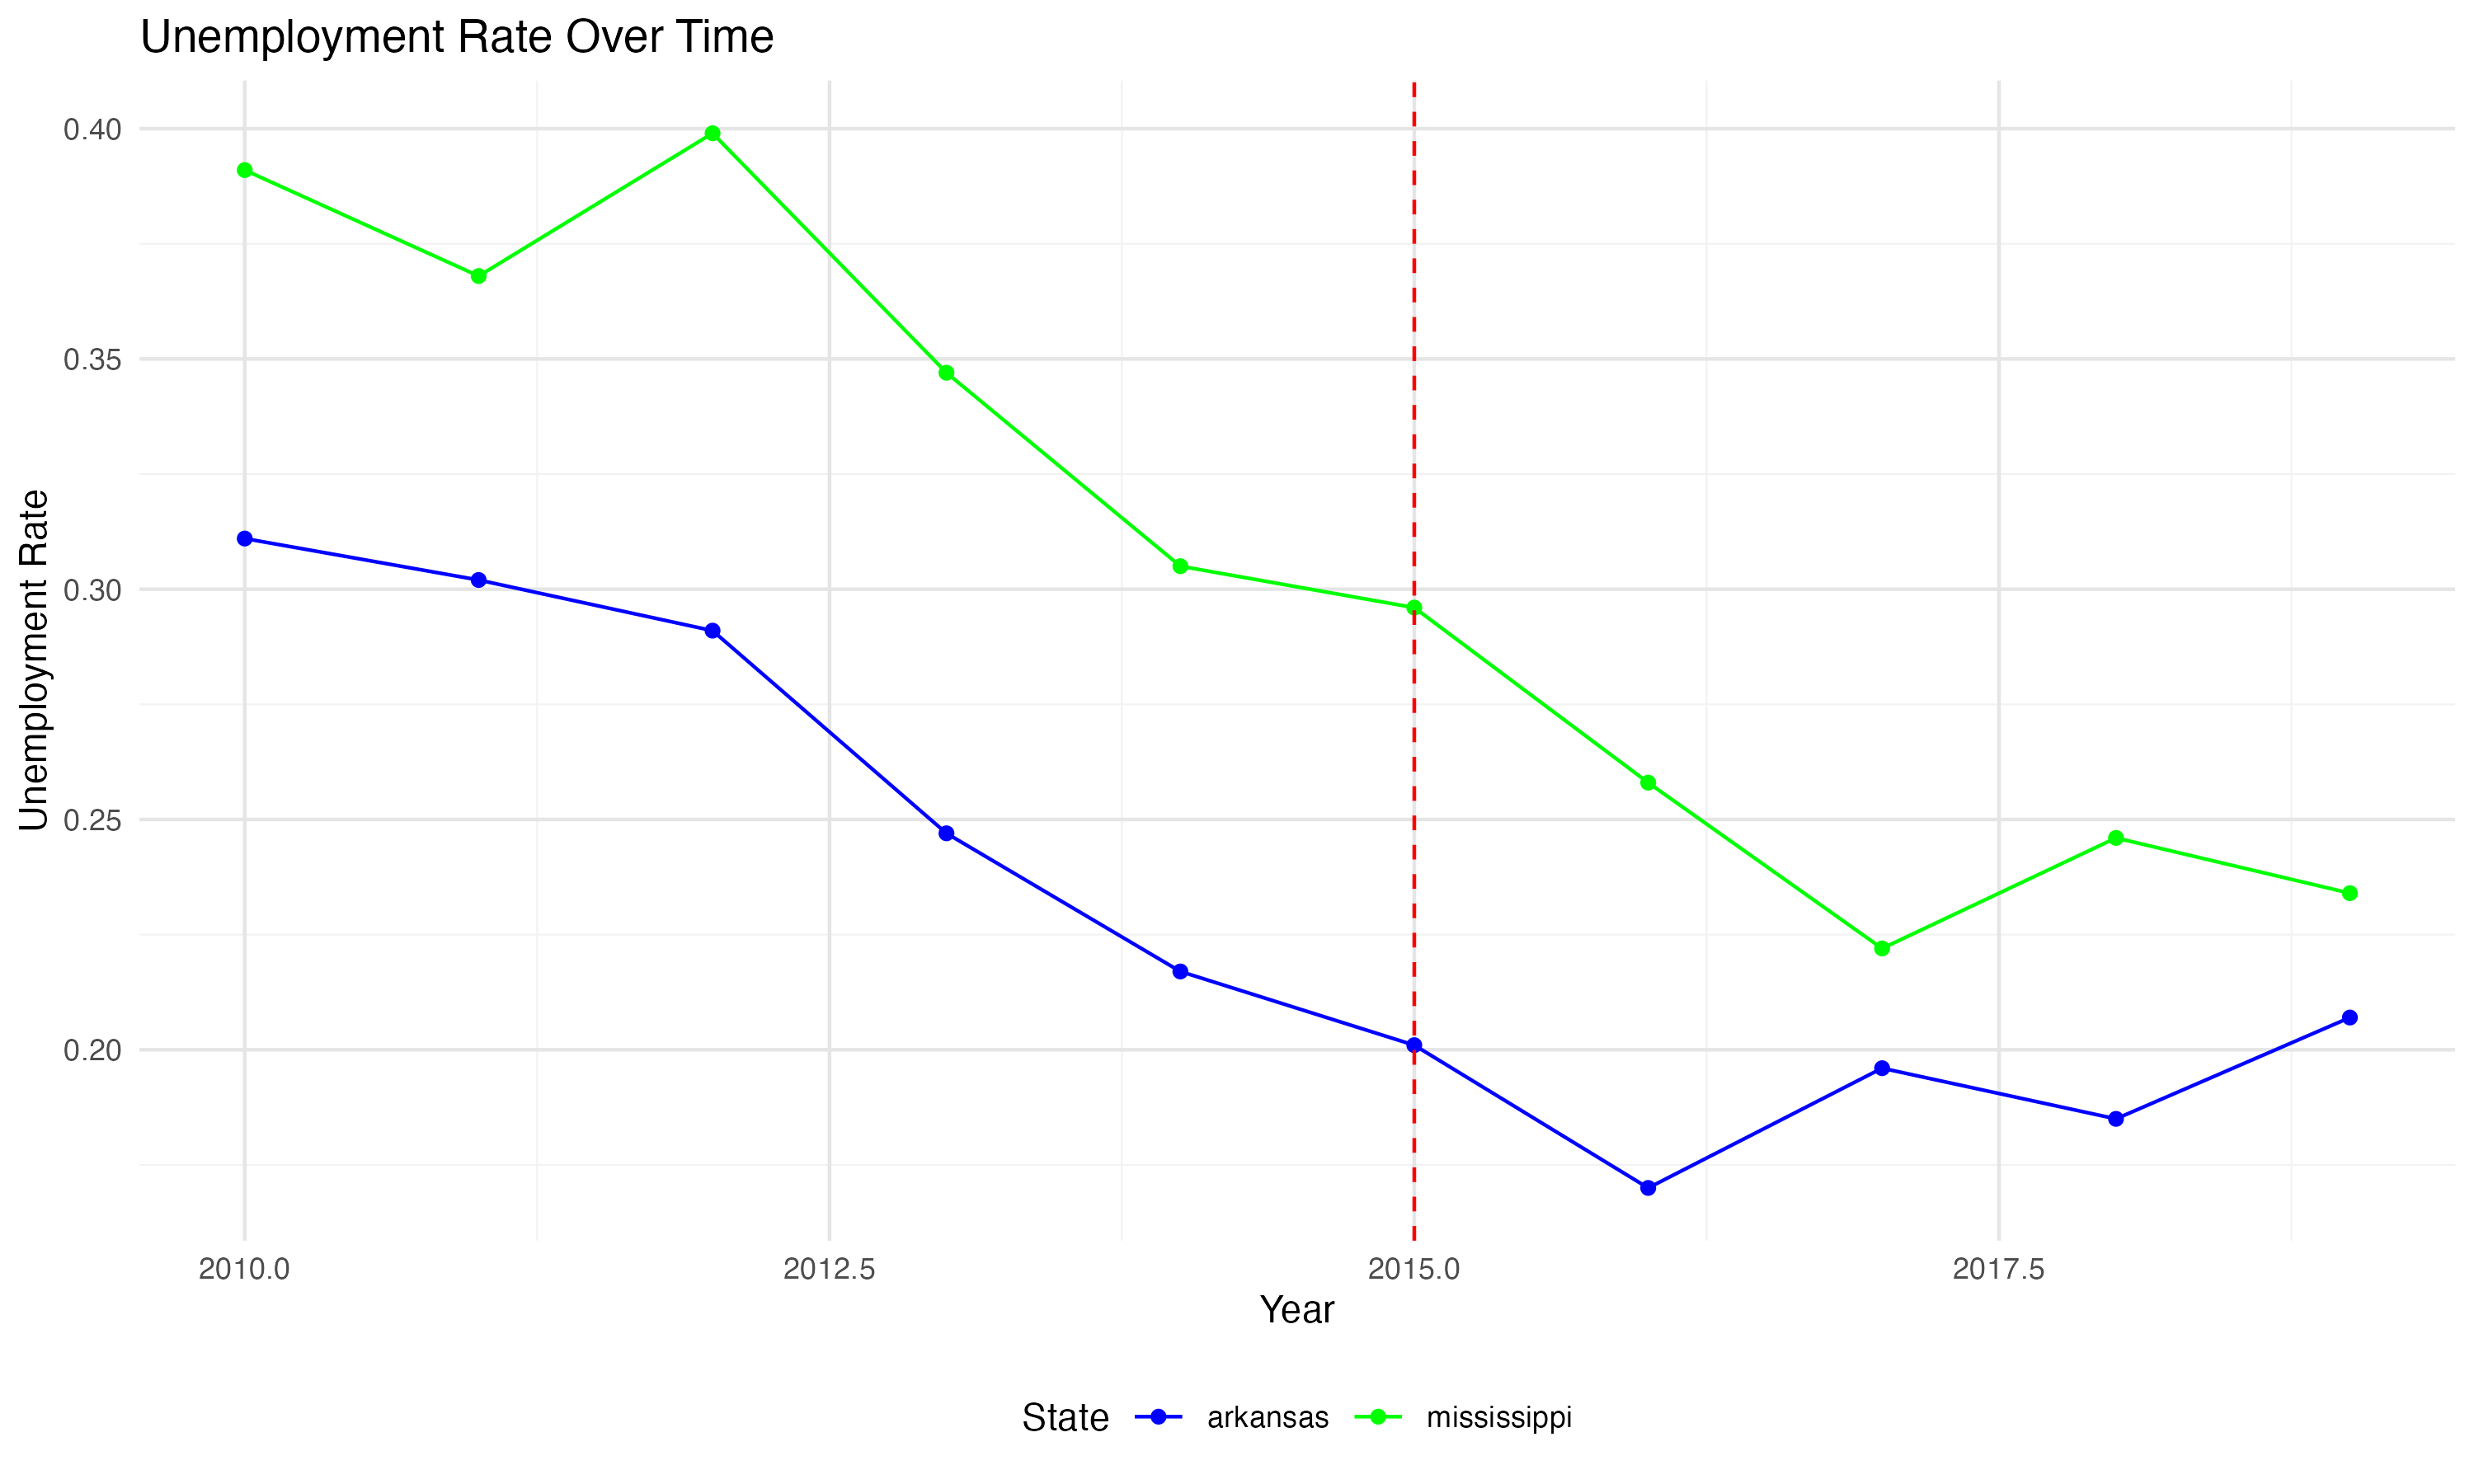 Unemployment Rate Over Time
Unemployment Rate
0.40
0.35
0.30
0.25
0.20
2010.0 2012.5 2015.0 2017.5
Year
State arkansas mississippi